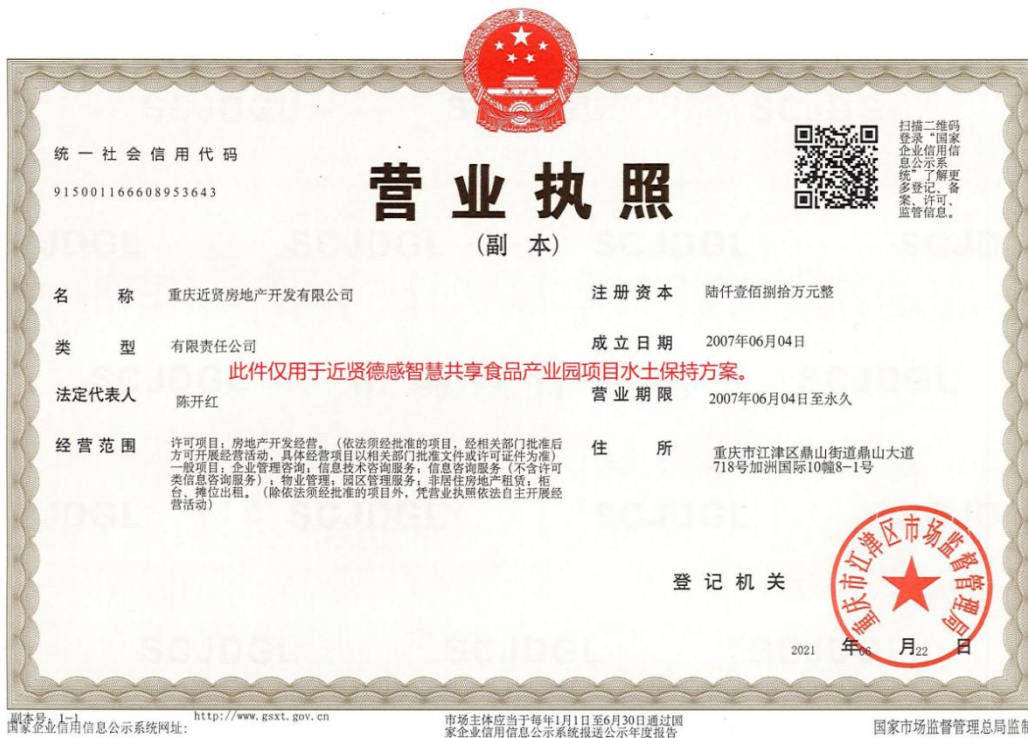 统一社会信用代码
915001166608953643
营业执照
(副 本)
扫描二维码
登录“国家
企业信用信
息公示系
统”了解更
多登记、备
案、许可、
监管信息。
名 称 重庆近贤房地产开发有限公司
类 型 有限责任公司
此件仅用于近贤德感智慧共享食品产业园项目水土保持方案。
法定代表人 陈开红
经营范围 许可项目：房地产开发经营。（依法须经批准的项目，经相关部门批准后
方可开展经营活动，具体经营项目以相关部门批准文件或许可证件为准）
一般项目：企业管理咨询；信息技术咨询服务；信息咨询服务（不含许可
类信息咨询服务）；物业管理；园区管理服务；非居住房地产租赁；柜
台、摊位出租。（除依法须经批准的项目外，凭营业执照依法自主开展经
营活动）
注册资本 陆仟壹佰捌拾万元整
成立日期 2007年06月04日
营业期限 2007年06月04日至永久
住 所 重庆市江津区鼎山街道鼎山大道
718号加洲国际10幢8-1号
登记机关
重庆市江津区市场监督管理局
2021 年06 月22 日
SCJDGL
副本号：1-1
国家企业信用信息公示系统网址：
http://www.gsxt.gov.cn
市场主体应当于每年1月1日至6月30日通过国
家企业信用信息公示系统报送公示年度报告
国家市场监督管理总局监制